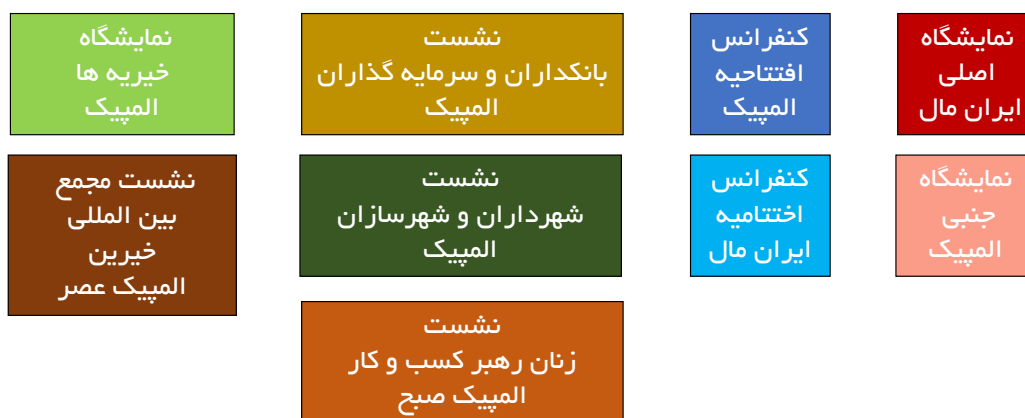 نمایشگاه
اصلی
ایران مال
کنفرانس
افتتاحیه
المپیک
نشست
بانکداران و سرمایه گذاران
المپیک
نمایشگاه
خیریه ها
المپیک
نمایشگاه
جنبی
المپیک
کنفرانس
اختتامیه
ایران مال
نشست
شهرداران و شهرسازان
المپیک
نشست مجمع
بین المللی
خیرین
المپیک عصر
نشست
زنان رهبر کسب و کار
المپیک صبح